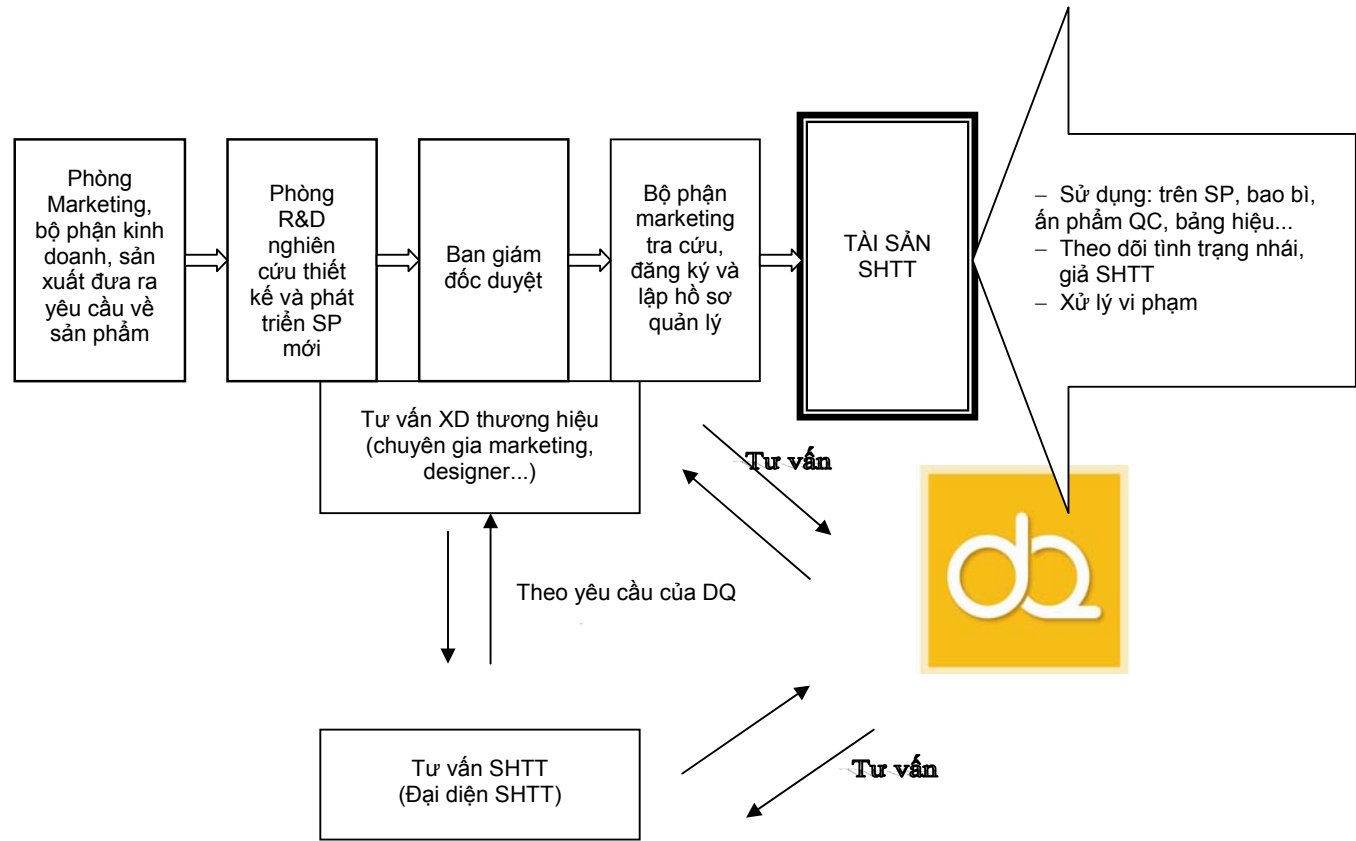 Phòng
Marketing,
bộ phận kinh
doanh, sản
xuất đưa ra
yêu cầu về
sản phẩm
Phòng
R&D
nghiên
cứu thiết
kế và phát
triển SP
mới
Ban giám
đốc duyệt
Bộ phận
marketing
tra cứu,
đăng ký và
lập hồ sơ
quản lý
TÀI SẢN
SHTT
– Sử dụng: trên SP, bao bì,
ấn phẩm QC, bảng hiệu...
– Theo dõi tình trạng nhái,
giả SHTT
– Xử lý vi phạm
Tư vấn XD thương hiệu
(chuyên gia marketing,
designer...)
Tư vấn
Theo yêu cầu của DQ
dq
Tư vấn SHTT
(Đại diện SHTT)
Tư vấn